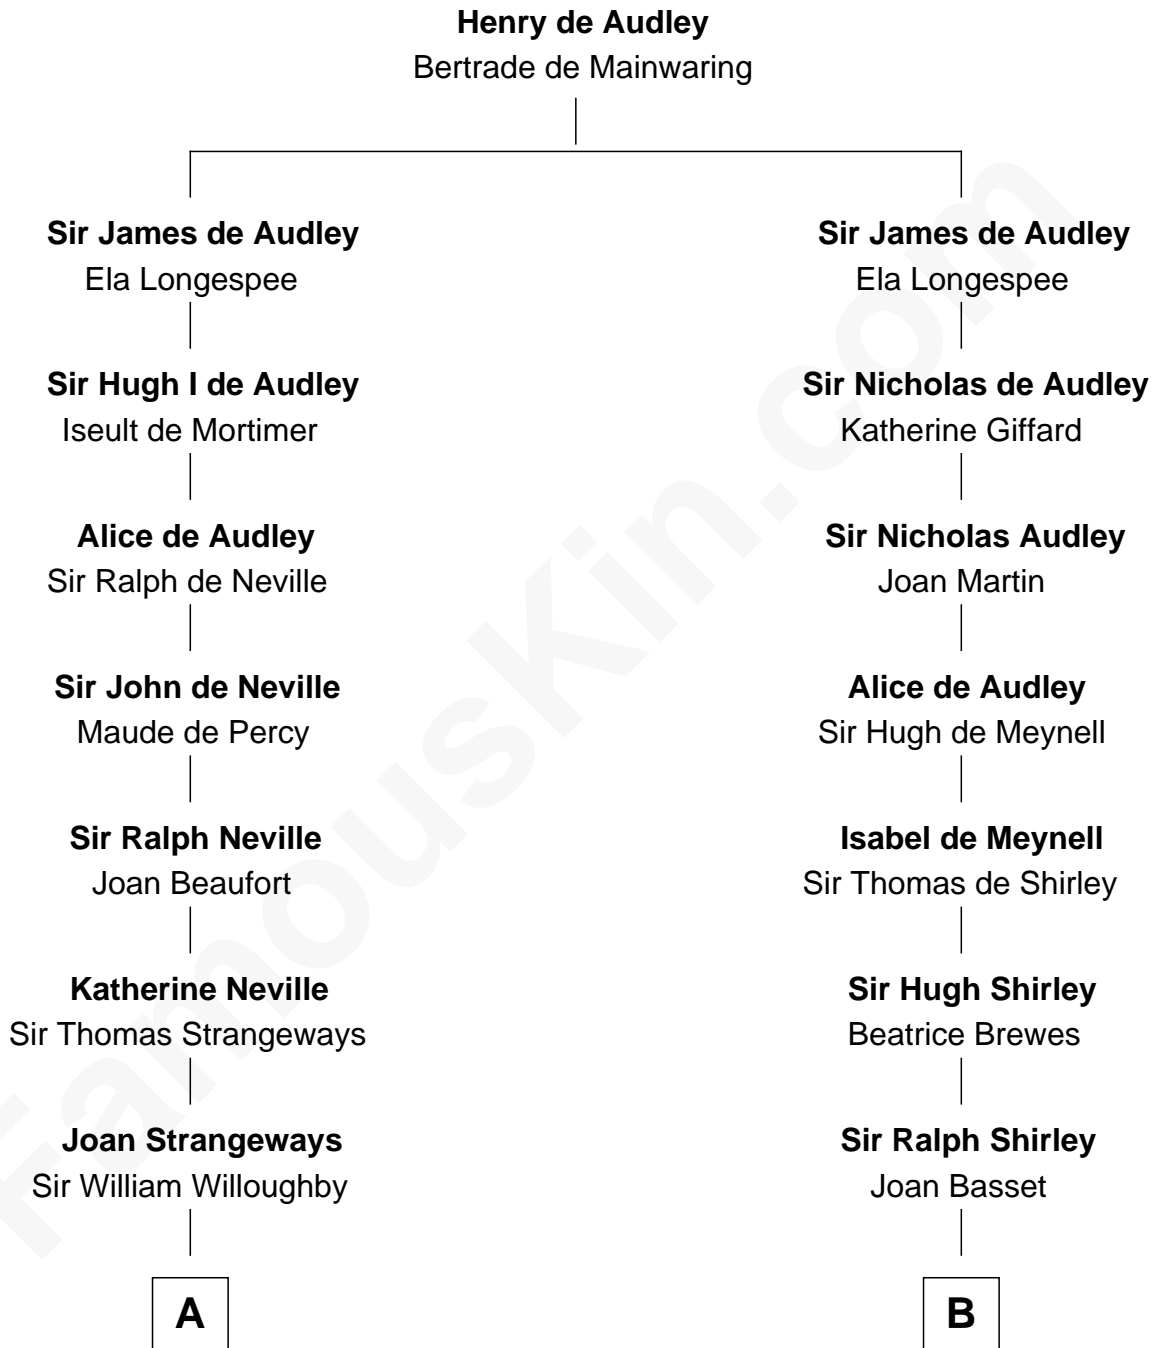 Henry de Audley
Bertrade de Mainwaring
Sir James de Audley
Ela Longespee
Sir James de Audley
Ela Longespee
Sir Hugh I de Audley
Iseult de Mortimer
Sir Nicholas de Audley
Katherine Giffard
Alice de Audley
Sir Ralph de Neville
Sir Nicholas Audley
Joan Martin
Sir John de Neville
Maude de Percy
Alice de Audley
Sir Hugh de Meynell
Sir Ralph Neville
Joan Beaufort
Isabel de Meynell
Sir Thomas de Shirley
Katherine Neville
Sir Thomas Strangeways
Sir Hugh Shirley
Beatrice Brewes
Joan Strangeways
Sir William Willoughby
Sir Ralph Shirley
Joan Basset
A
B
FamousKin.com